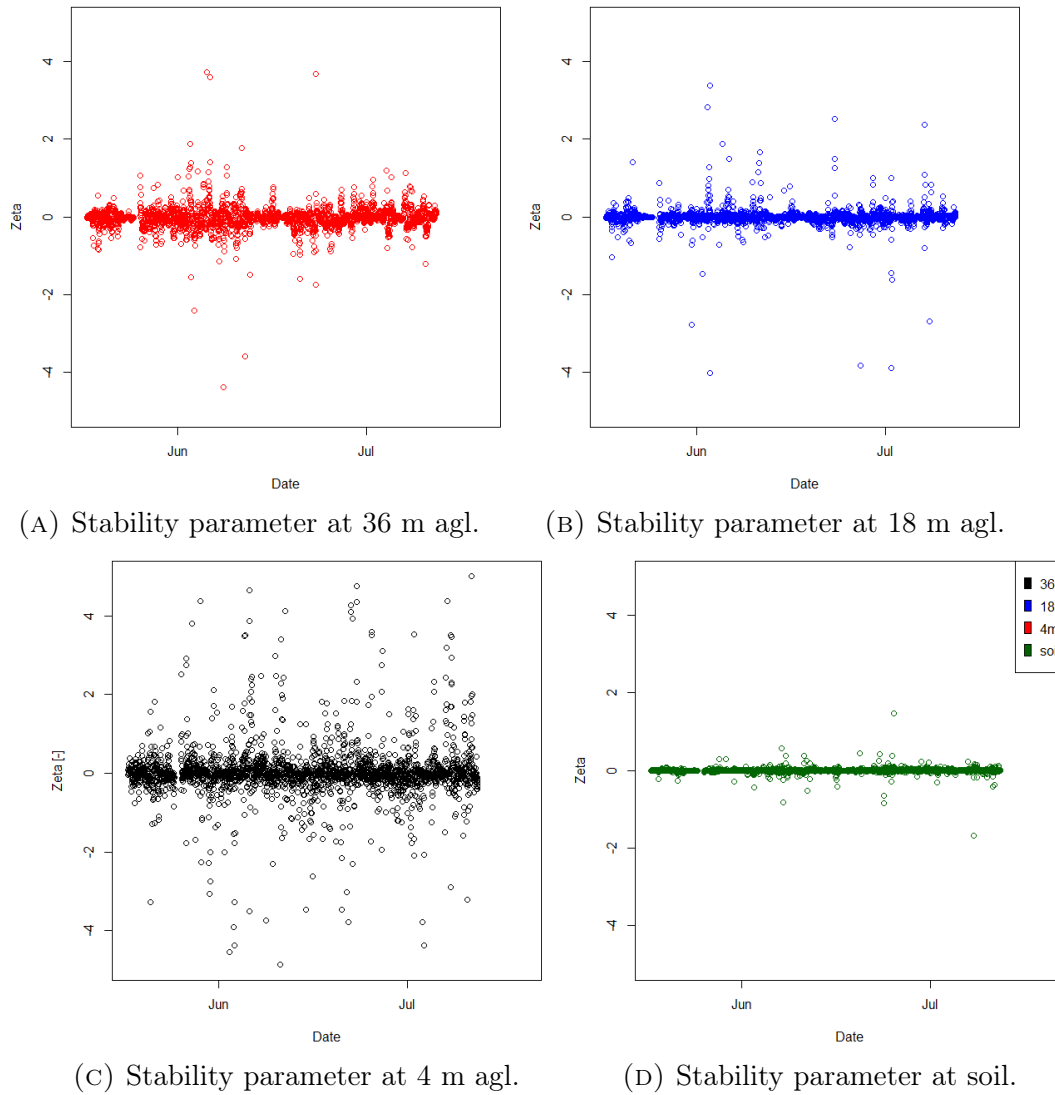 4
2
0
-2
-4
Zeta
Jun
Jul
Date
4
2
0
-2
-4
Zeta
Jun
Jul
Date
(A) Stability parameter at 36 m agl.
(B) Stability parameter at 18 m agl.
4
2
0
-2
-4
Zeta [-]
Jun
Jul
Date
4
2
0
-2
-4
Zeta
Jun
Jul
Date
36
18
4m
soi
(C) Stability parameter at 4 m agl.
(D) Stability parameter at soil.